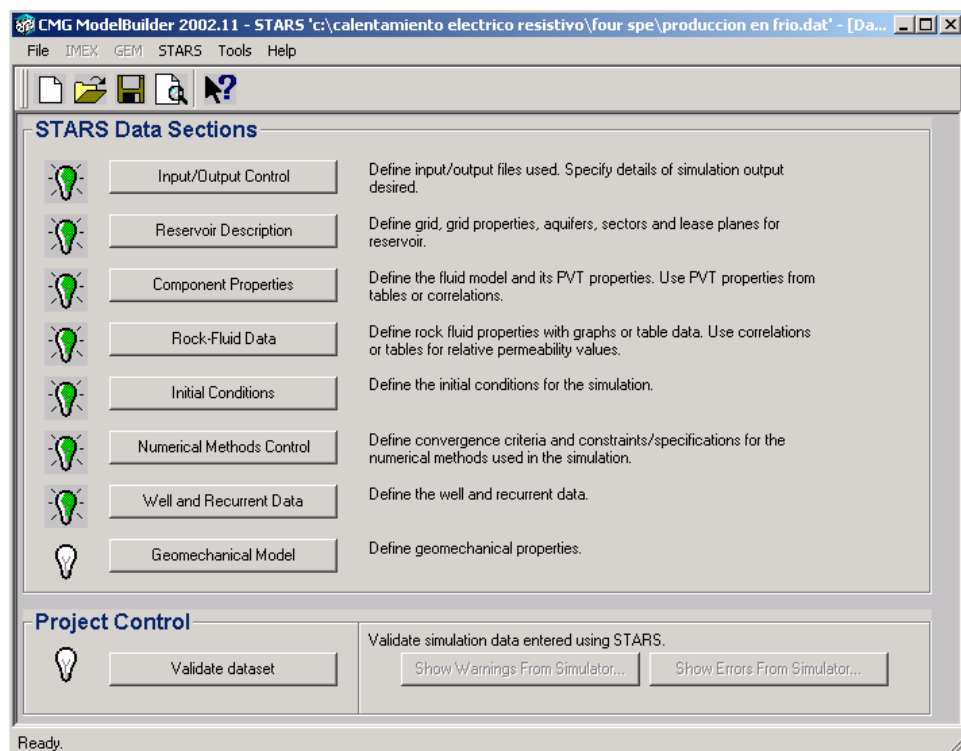 CMG ModelBuilder 2002.11 - STARS 'c:\calentamiento electrico resistivo\four spe\produccion en frio.dat' - [Da...
File IMEX GEM STARS Tools Help
STARS Data Sections
Input/Output Control
Define input/output files used. Specify details of simulation output
desired.
Reservoir Description
Define grid, grid properties, aquifers, sectors and lease planes for
reservoir.
Component Properties
Define the fluid model and its PVT properties. Use PVT properties from
tables or correlations.
Rock-Fluid Data
Define rock fluid properties with graphs or table data. Use correlations
or tables for relative permeability values.
Initial Conditions
Define the initial conditions for the simulation.
Numerical Methods Control
Define convergence criteria and constraints/specifications for the
numerical methods used in the simulation.
Well and Recurrent Data
Define the well and recurrent data.
Geomechanical Model
Define geomechanical properties.
Project Control
Validate dataset
Validate simulation data entered using STARS.
Show Warnings From Simulator...
Show Errors From Simulator...
Ready.